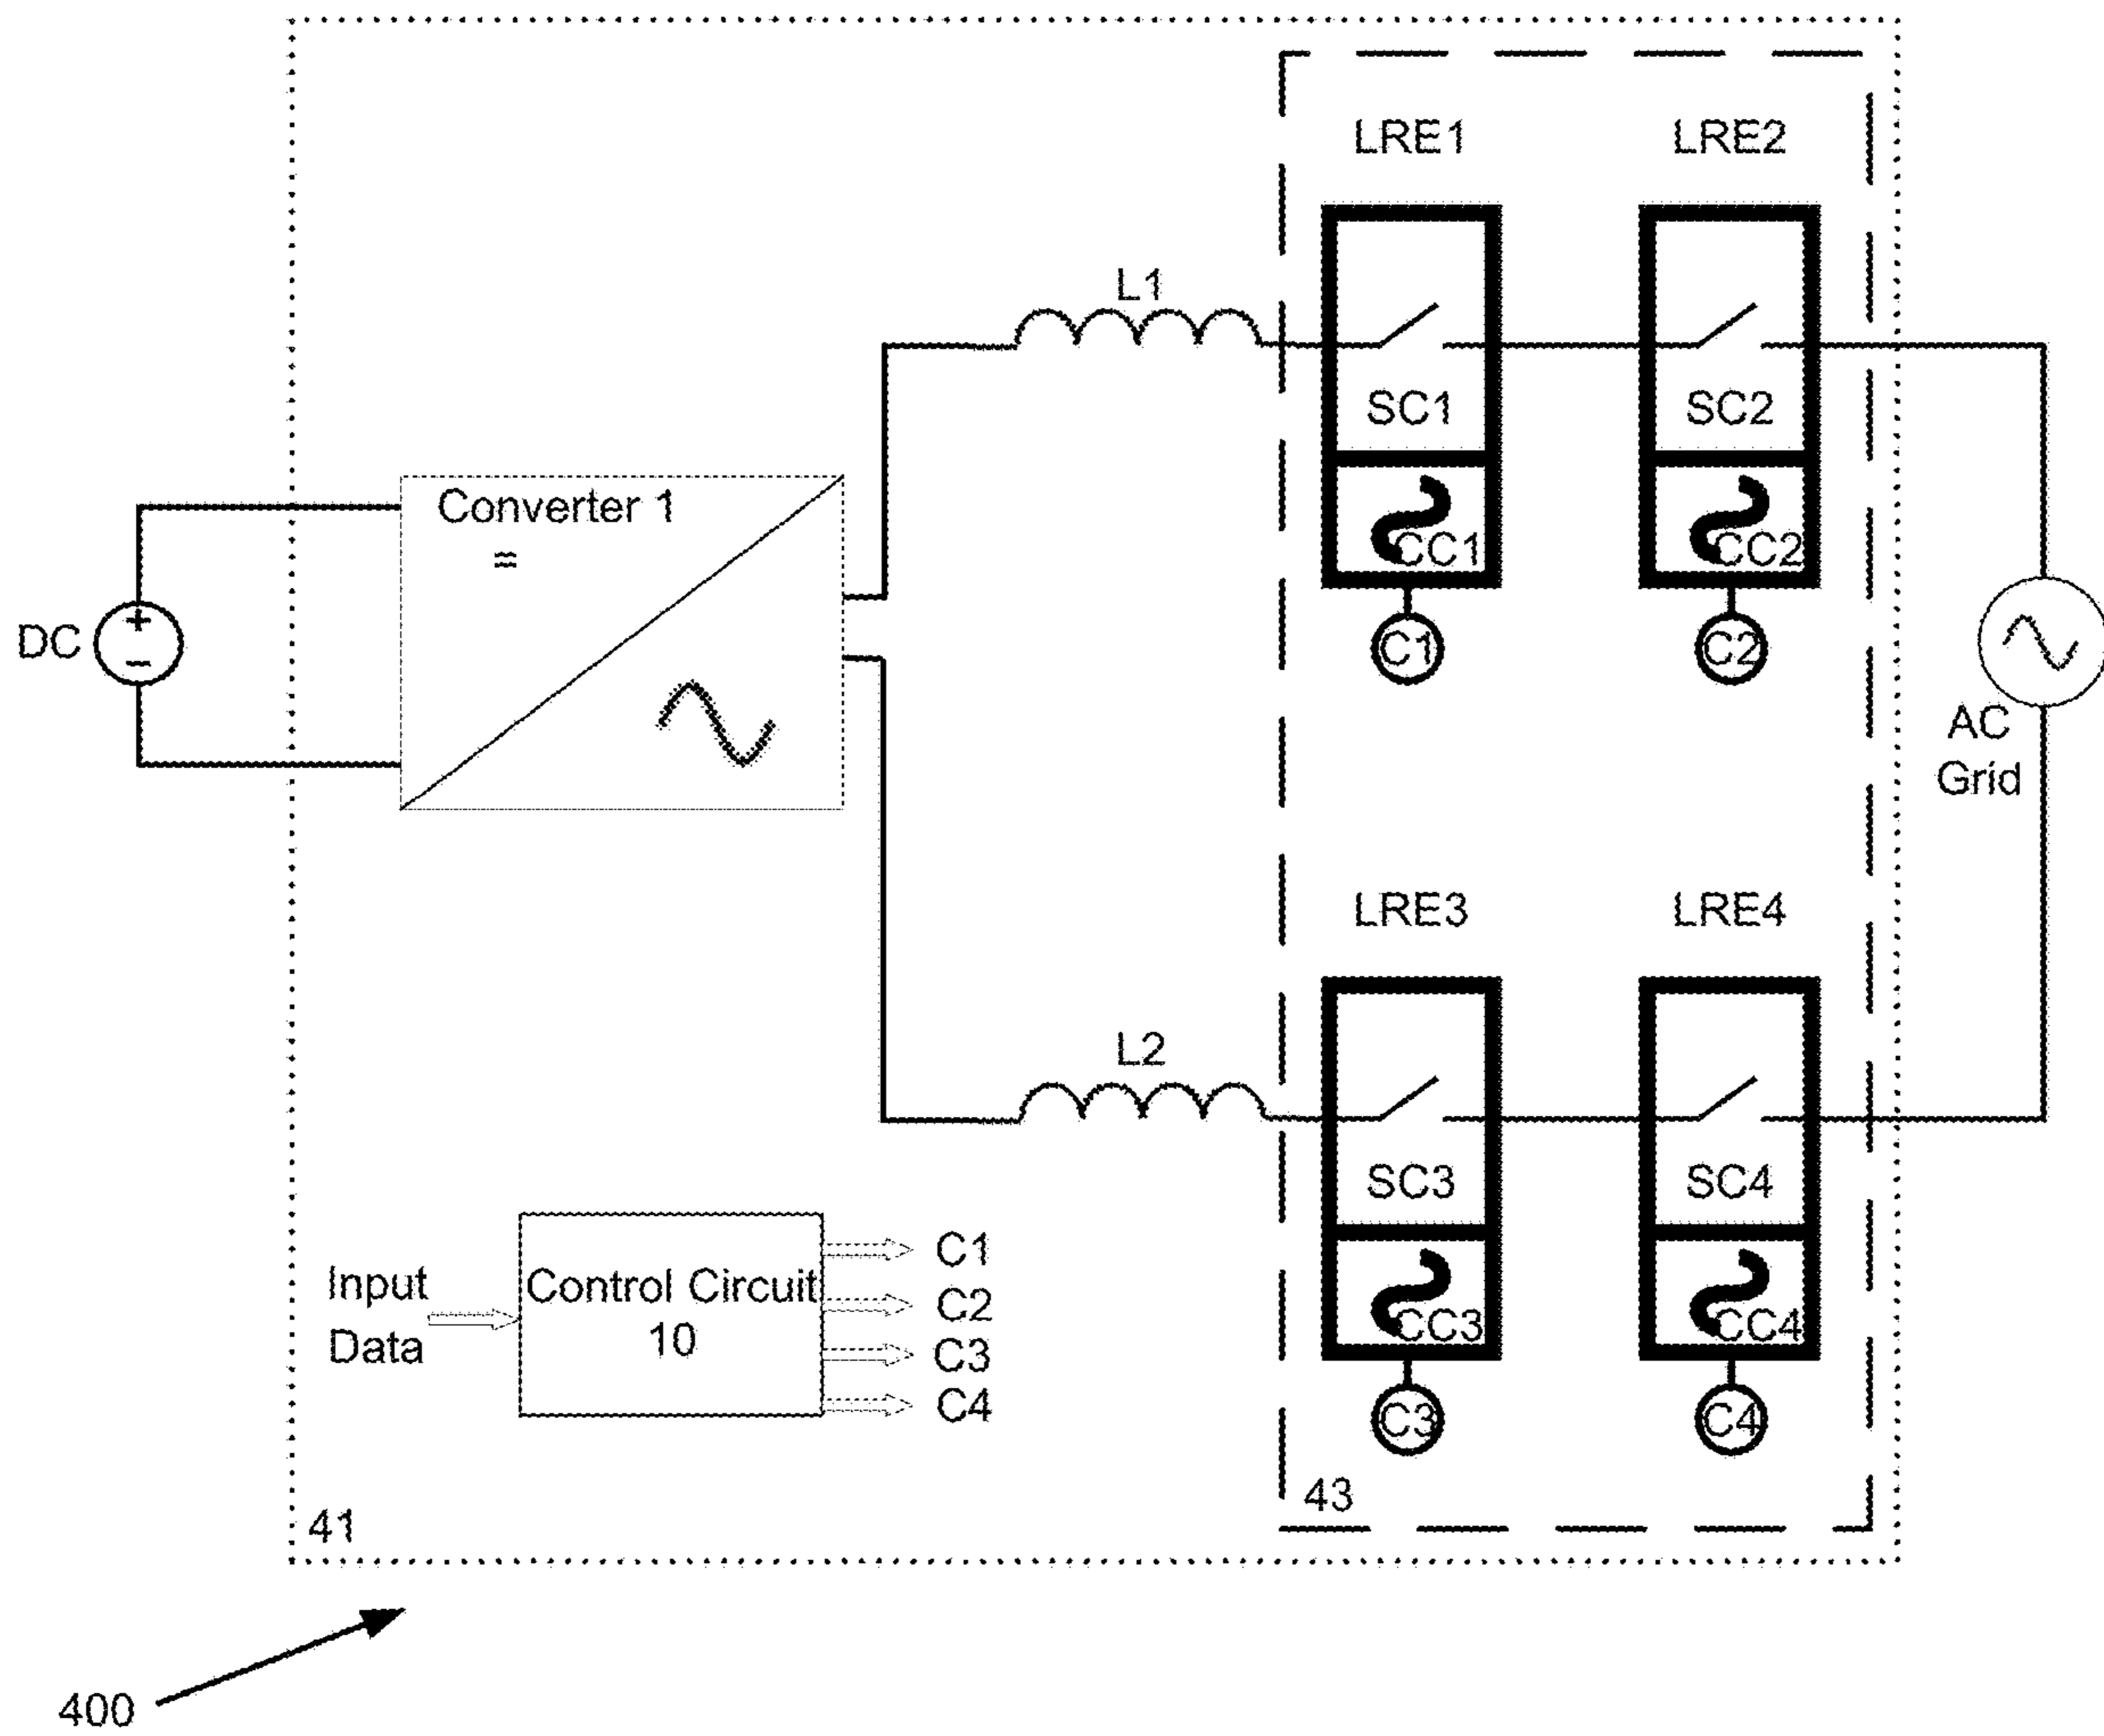 LRE1
LRE2
L1
SC1
SC2
Converter 1
=
CC1
CC2
DC
+
−
C1
C2
AC
Grid
LRE3
LRE4
L2
SC3
SC4
Input
Data
Control Circuit
10
C1
C2
C3
C4
CC3
CC4
C3
C4
43
41
400